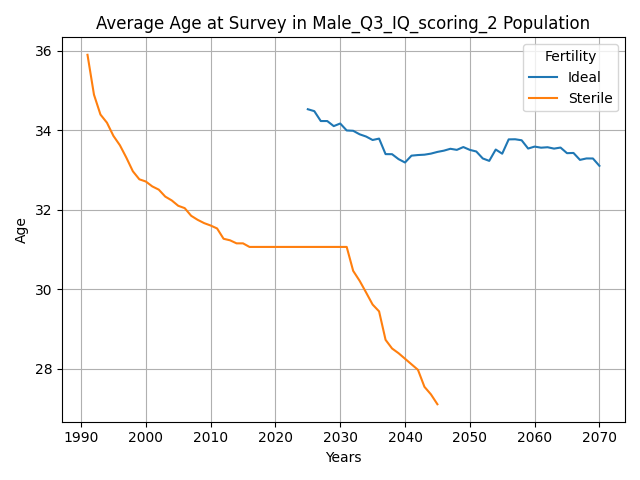 Average Age at Survey in Male_Q3_IQ_scoring_2 Population
Fertility
Ideal
Sterile
Age
36
34
32
30
28
1990 2000 2010 2020 2030 2040 2050 2060 2070
Years